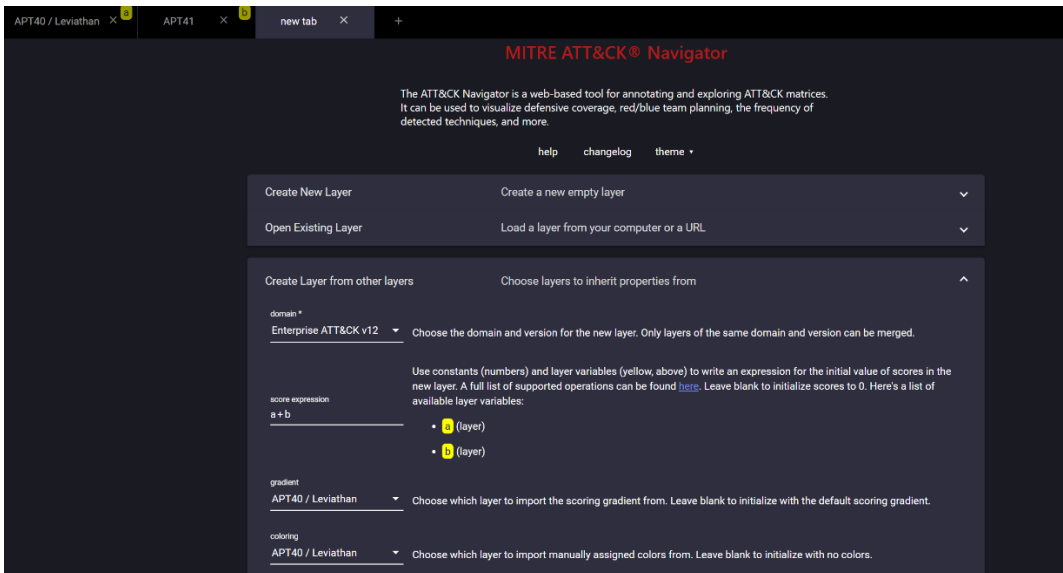 APT40 / Leviathan × a APT41 × b new tab × +
MITRE ATT&CK® Navigator
The ATT&CK Navigator is a web-based tool for annotating and exploring ATT&CK matrices.
It can be used to visualize defensive coverage, red/blue team planning, the frequency of
detected techniques, and more.
help changelog theme ▾
Create New Layer Create a new empty layer
Open Existing Layer Load a layer from your computer or a URL
Create Layer from other layers Choose layers to inherit properties from
domain *
Enterprise ATT&CK v12 Choose the domain and version for the new layer. Only layers of the same domain and version can be merged.
Use constants (numbers) and layer variables (yellow, above) to write an expression for the initial value of scores in the
new layer. A full list of supported operations can be found here. Leave blank to initialize scores to 0. Here's a list of
available layer variables:
score expression
a+b
• a (layer)
• b (layer)
gradient
APT40 / Leviathan Choose which layer to import the scoring gradient from. Leave blank to initialize with the default scoring gradient.
coloring
APT40 / Leviathan Choose which layer to import manually assigned colors from. Leave blank to initialize with no colors.